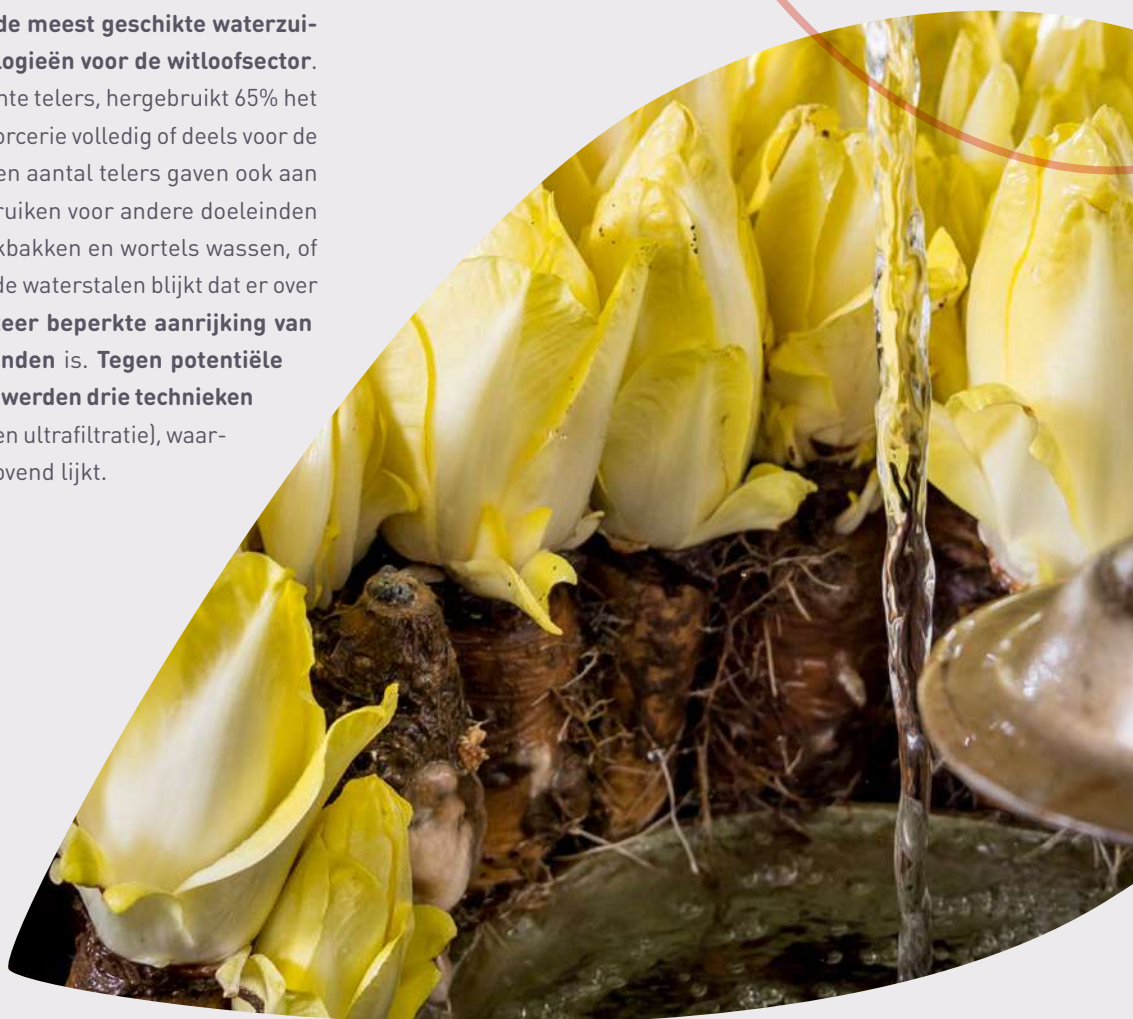 de meest geschikte waterzui-
logieën voor de witloofsector.
nte telers, hergebruikt 65% het
orcerie volledig of deels voor de
en aantal telers gaven ook aan
ruiken voor andere doeleinden
kbakken en wortels wassen, of
de waterstalen blijkt dat er over
eer beperkte aanrijking van
nden is. Tegen potentiële
werden drie technieken
en ultrafiltratie), waar-
ovend lijkt.